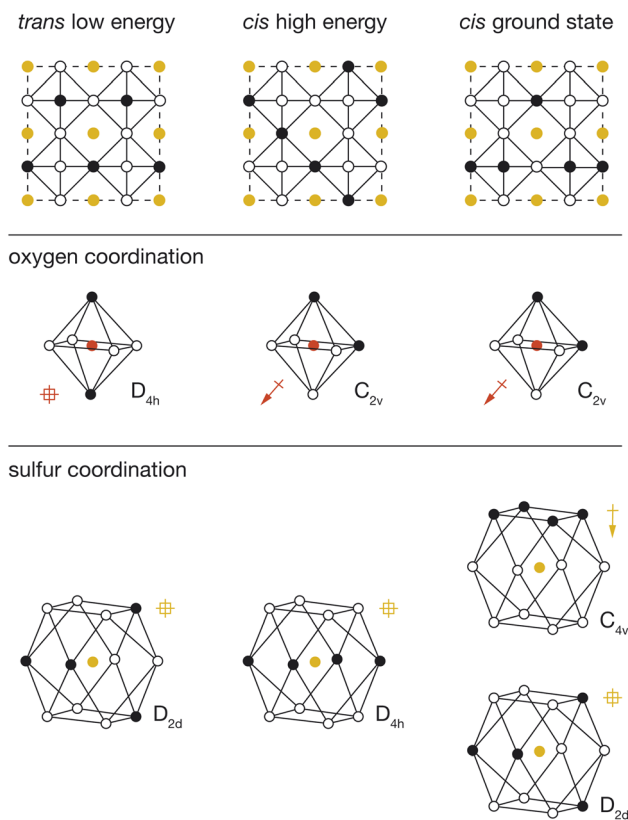 trans low energy
cis high energy
cis ground state
oxygen coordination
D4h
C2v
C2v
sulfur coordination
C4v
D2d
D4h
D2d